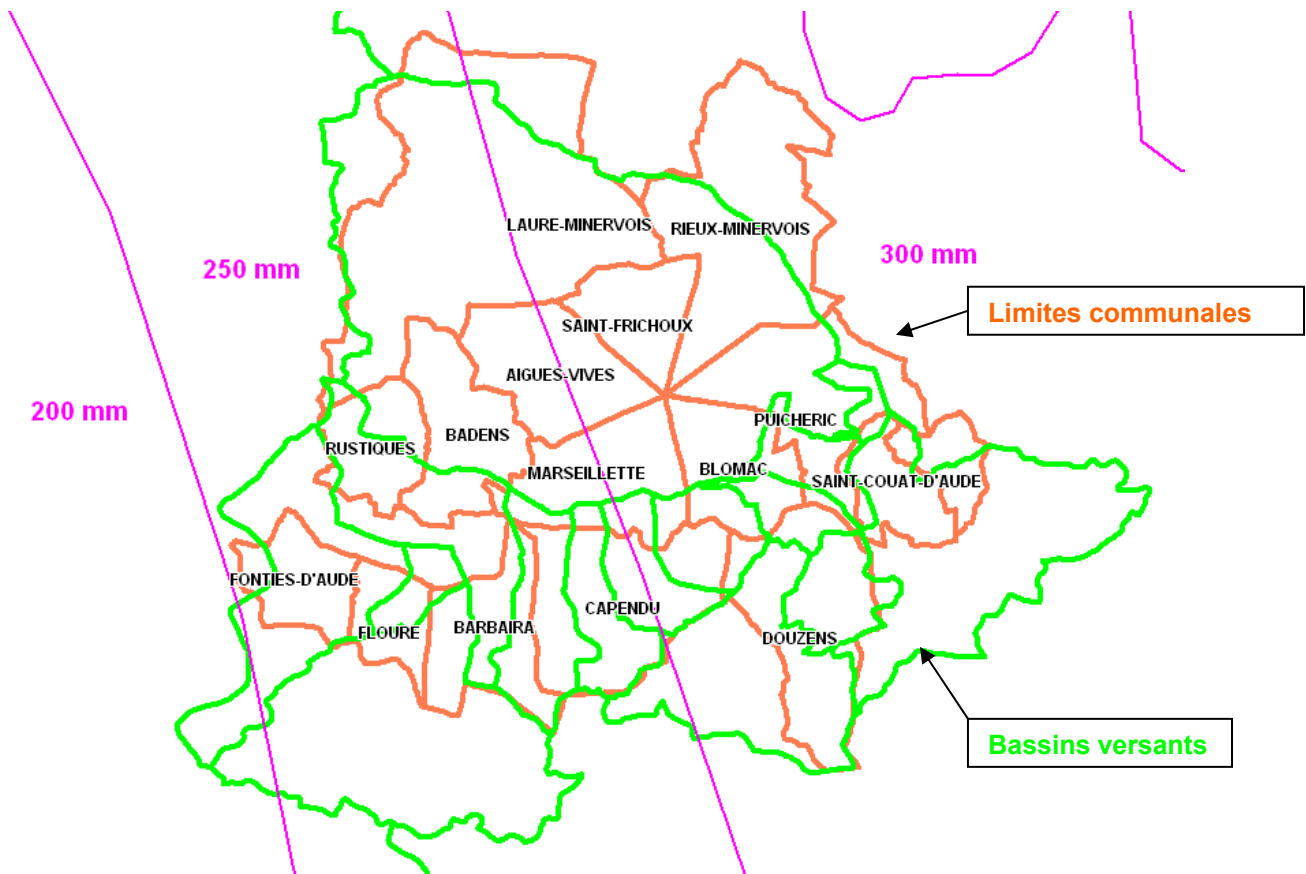 LAURE-MINERVOIS
RIEUX-MINERVOIS
250 mm
300 mm
Limites communales
SAINT-FRICHOUX
AIGUES-VIVES
200 mm
PUICHERIC
BADENS
RUSTIQUES
MARSEILLETTE
BLOMAC
SAINT-COUAT-D'AUDE
FONTIES-D'AUDE
CAPENDU
FLOURE
BARBAIRA
DOUZENS
Bassins versants